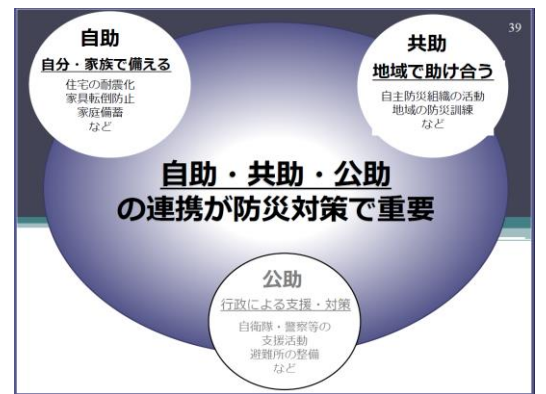 39
自助
自分・家族で備える
住宅の耐震化
家具転倒防止
家庭備蓄
など
共助
地域で助け合う
自主防災組織の活動
地域の防災訓練
など
自助・共助・公助
の連携が防災対策で重要
公助
行政による支援・対策
自衛隊・警察等の
支援活動
避難所の整備
など